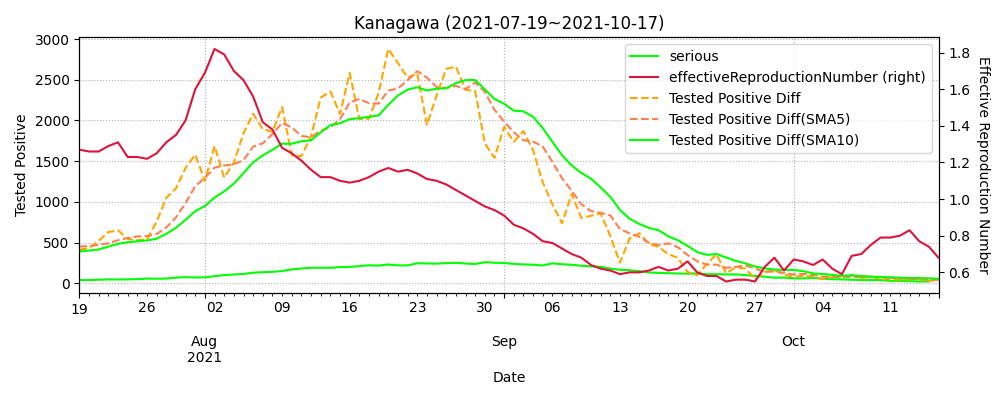 Kanagawa (2021-07-19~2021-10-17)
3000
2500
2000
1500
1000
500
0
Tested Positive
serious
effectiveReproductionNumber (right)
Tested Positive Diff
Tested Positive Diff(SMA5)
Tested Positive Diff(SMA10)
1.8
1.6
1.4
1.2
1.0
0.8
0.6
Effective Reproduction Number
19 26 02 09 16 23 30 06 13 20 27 04 11
Aug Sep Oct
2021
Date